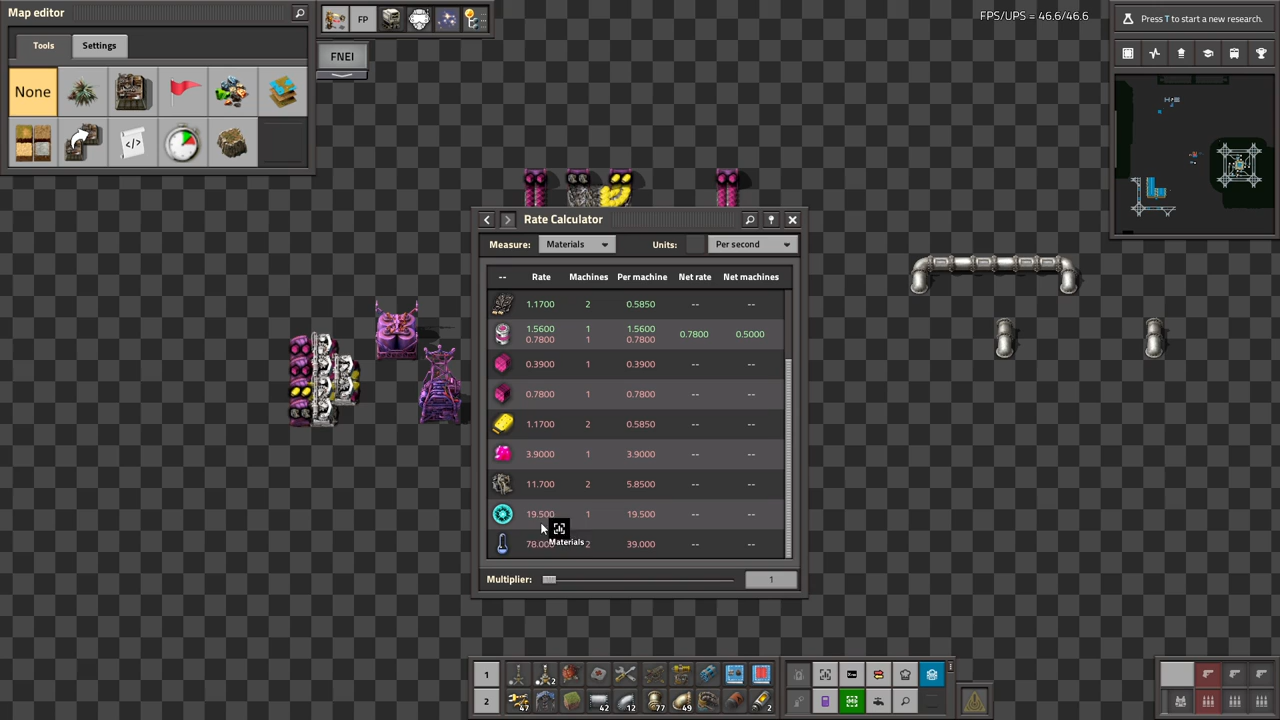 Map editor
FP
FPS/UPS = 46.6/46.6
Press T to start a new research.
Tools Settings
FNEI
None
</>
Rate Calculator
Measure: Materials Units: Per second
-- Rate Machines Per machine Net rate Net machines
1.1700 2 0.5850 -- --
1.5600 1 1.5600 0.7800 0.5000
0.7800 1 0.7800
0.3900 1 0.3900 -- --
0.7800 1 0.7800 -- --
1.1700 2 0.5850 -- --
3.9000 1 3.9000 -- --
11.700 2 5.8500 -- --
19.500 1 19.500 -- --
Materials
78.000 2 39.000 -- --
Multiplier: 1
1 2
2 47 42 12 77 49 2